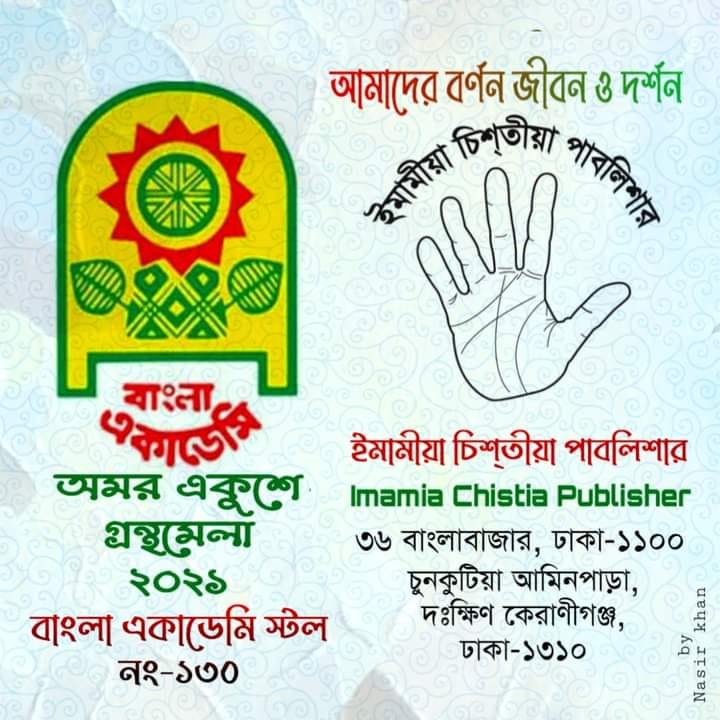 বাংলা
একাডেমি
অমর একুশে
গ্রন্থমেলা
২০২১
বাংলা একাডেমি স্টল
নং-১৩০
আমাদের বর্ণন জীবন ও দর্শন
ইমামীয়া চিশ্‌তীয়া পাবলিশার
ইমামীয়া চিশ্‌তীয়া পাবলিশার
Imamia Chistia Publisher
৩৬ বাংলাবাজার, ঢাকা-১১০০
চুনকুটিয়া আমিনপাড়া,
দঃক্ষিণ কেরাণীগঞ্জ,
ঢাকা-১৩১০
by
Nasir khan